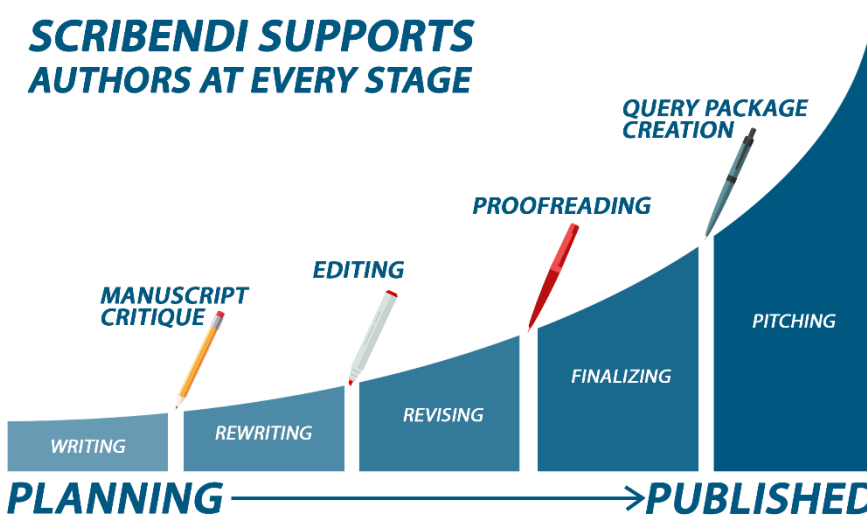 SCRIBENDI SUPPORTS
AUTHORS AT EVERY STAGE
QUERY PACKAGE
CREATION
PROOFREADING
EDITING
MANUSCRIPT
CRITIQUE
WRITING
REWRITING
REVISING
FINALIZING
PITCHING
PLANNING
PUBLISHED